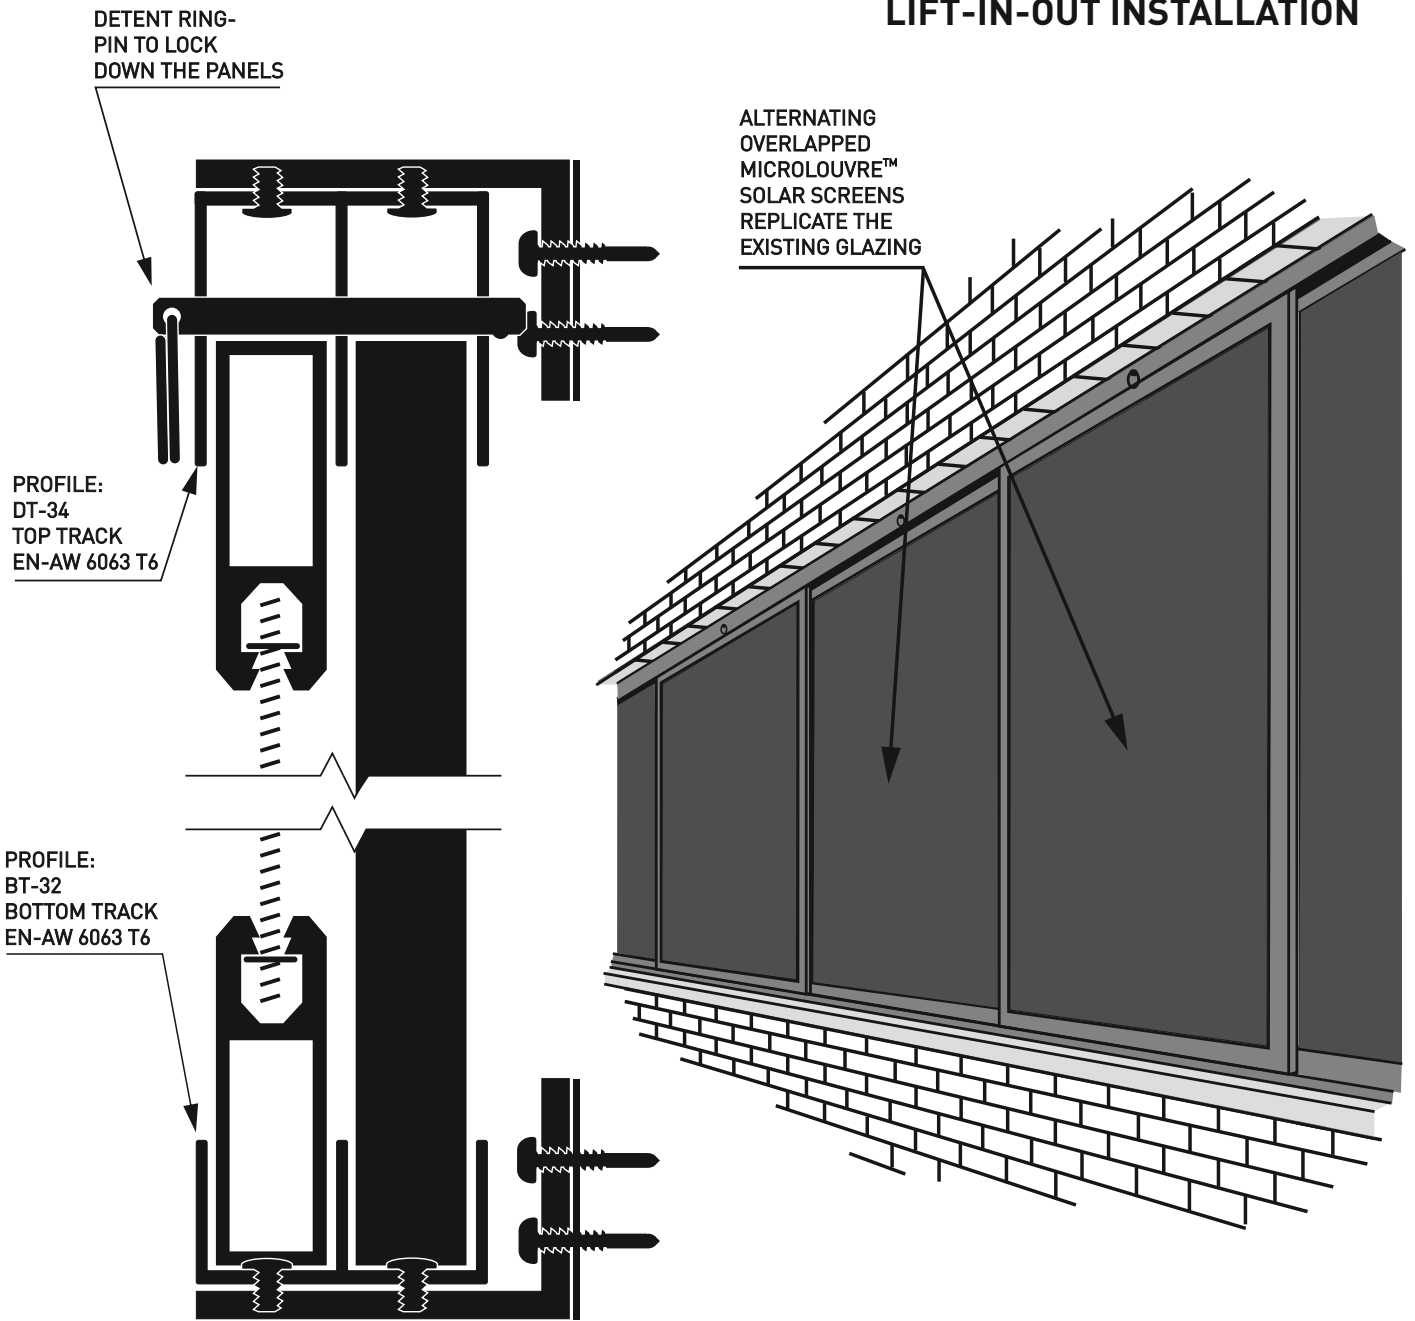 LIFT-IN-OUT INSTALLATION
DETENT RING-
PIN TO LOCK
DOWN THE PANELS
ALTERNATING
OVERLAPPED
MICROLOUVRE™
SOLAR SCREENS
REPLICATE THE
EXISTING GLAZING
PROFILE:
DT-34
TOP TRACK
EN-AW 6063 T6
PROFILE:
BT-32
BOTTOM TRACK
EN-AW 6063 T6